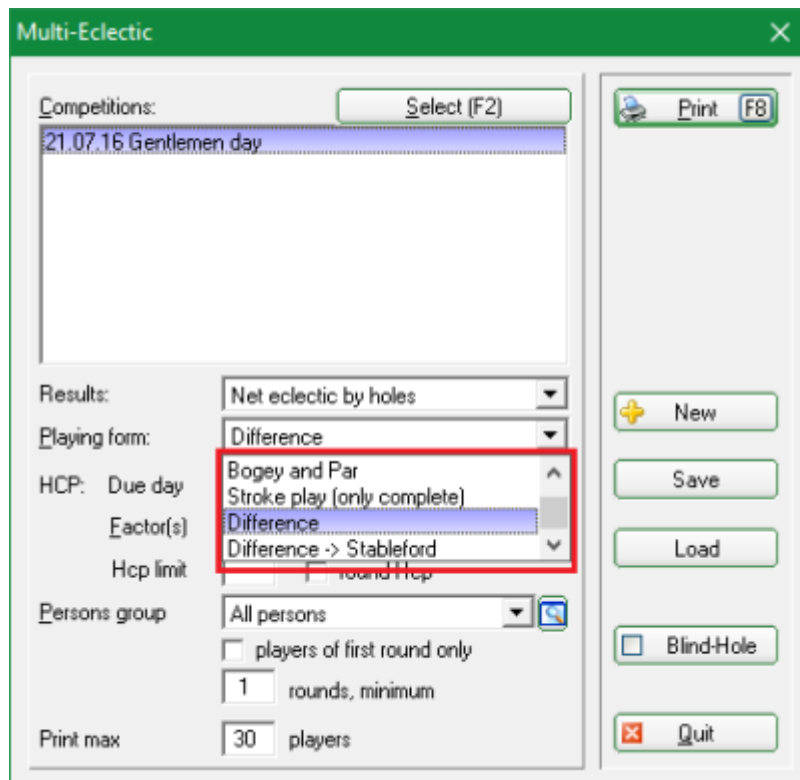 Multi-Eclectic
Competitions: Select (F2)
21.07.16 Gentlemen day
Print F8
Results: Net eclectic by holes
Playing form: Difference
New
Bogey and Par
HCP: Due day
Stroke play (only complete)
Save
Factor(s) Difference
Difference -> Stableford
Load
Hcp limit round Hcp
Persons group All persons
players of first round only
Blind-Hole
1 rounds, minimum
Print max 30 players
Quit